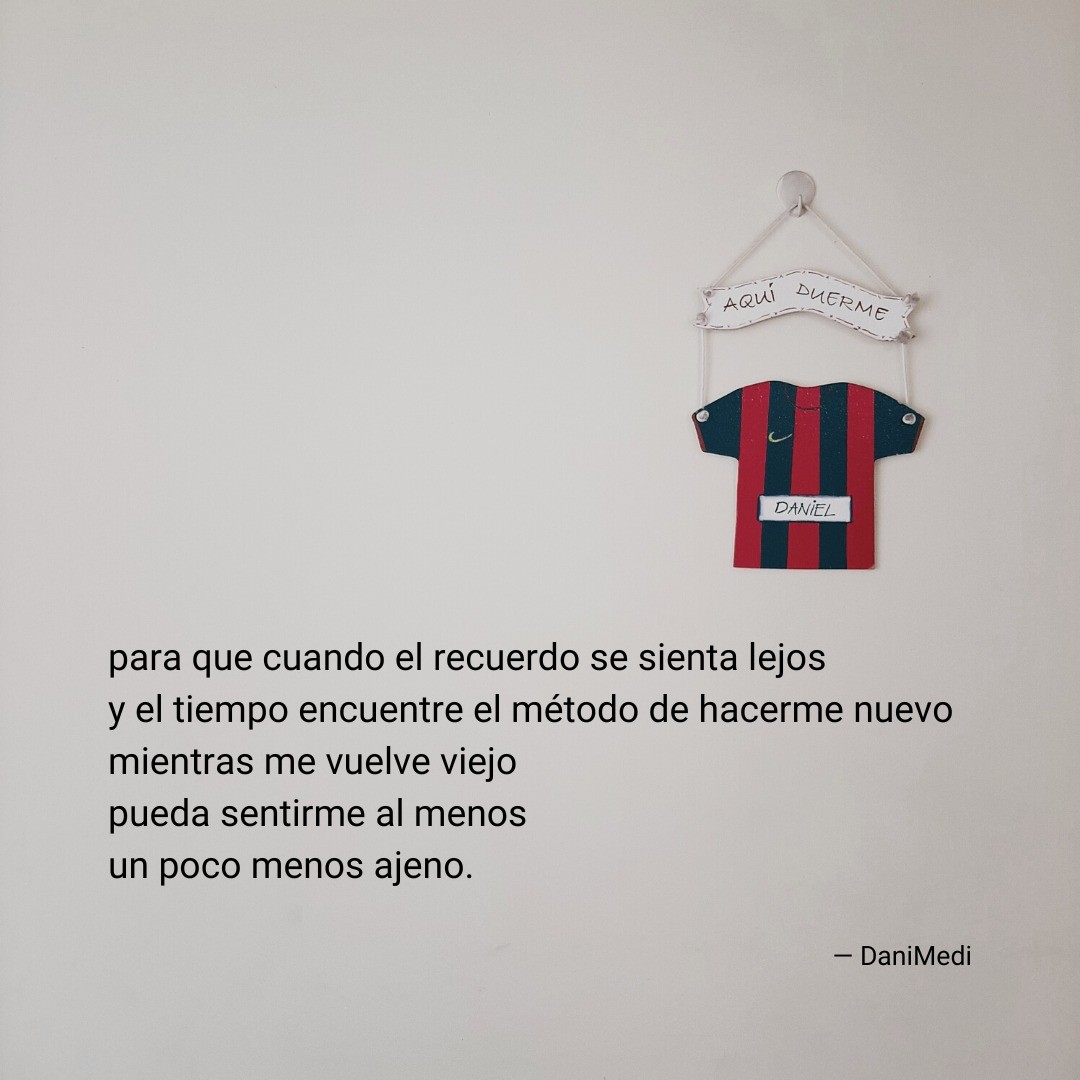 AQUÍ DUERME
DANIEL
para que cuando el recuerdo se sienta lejos
y el tiempo encuentre el método de hacerme nuevo
mientras me vuelve viejo
pueda sentirme al menos
un poco menos ajeno.
— DaniMedi